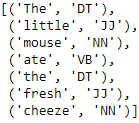 [('The', 'DT'),
('little', 'JJ'),
('mouse', 'NN'),
('ate', 'VB'),
('the', 'DT'),
('fresh', 'JJ'),
('cheeze', 'NN')]